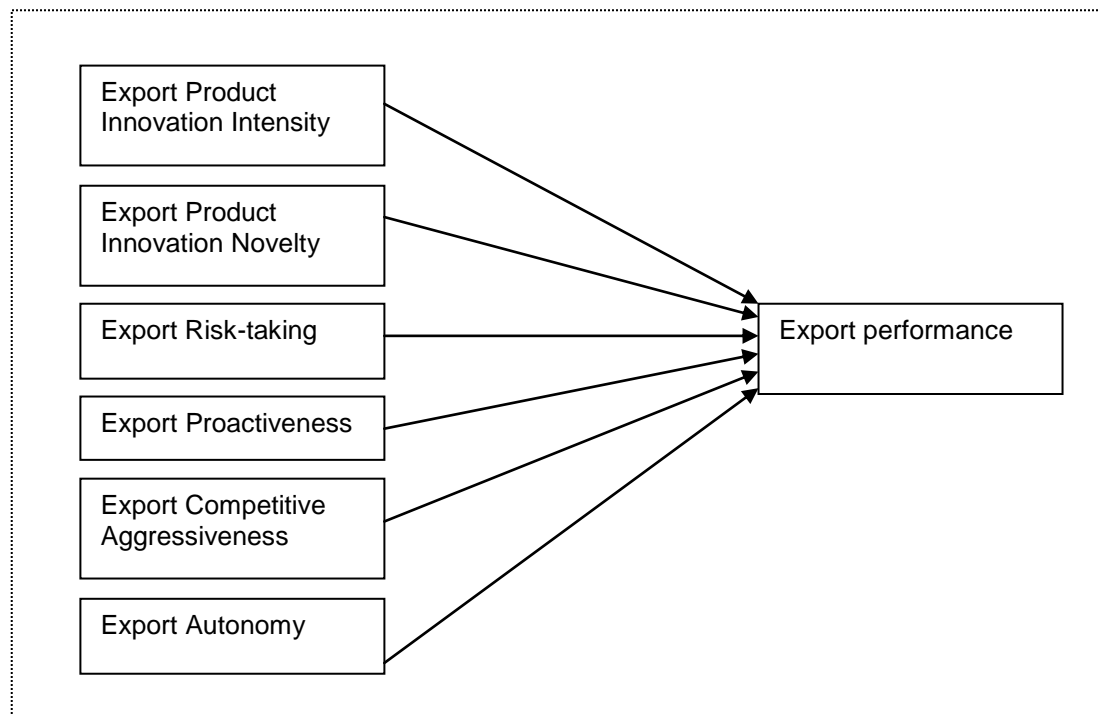 Export Product
Innovation Intensity
Export Product
Innovation Novelty
Export Risk-taking
Export Proactiveness
Export Competitive
Aggressiveness
Export Autonomy
Export performance